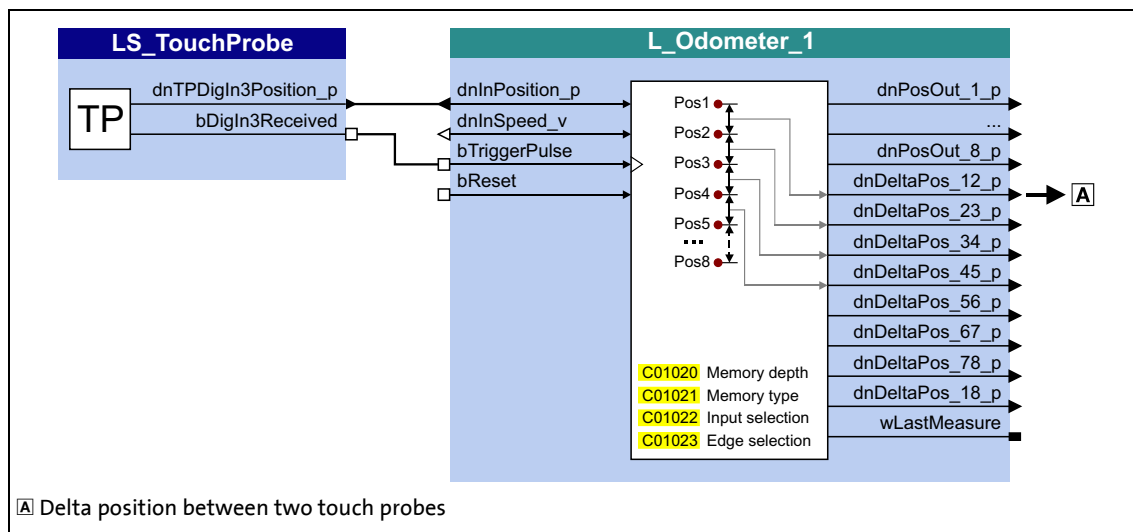 LS_TouchProbe
TP
dnTPDigIn3Position_p
bDigIn3Received
L_Odometer_1
dnInPosition_p
dnInSpeed_v
bTriggerPulse
bReset
Pos1
Pos2
Pos3
Pos4
Pos5
...
Pos8
C01020 Memory depth
C01021 Memory type
C01022 Input selection
C01023 Edge selection
dnPosOut_1_p
...
dnPosOut_8_p
dnDeltaPos_12_p
A
dnDeltaPos_23_p
dnDeltaPos_34_p
dnDeltaPos_45_p
dnDeltaPos_56_p
dnDeltaPos_67_p
dnDeltaPos_78_p
dnDeltaPos_18_p
wLastMeasure
A Delta position between two touch probes